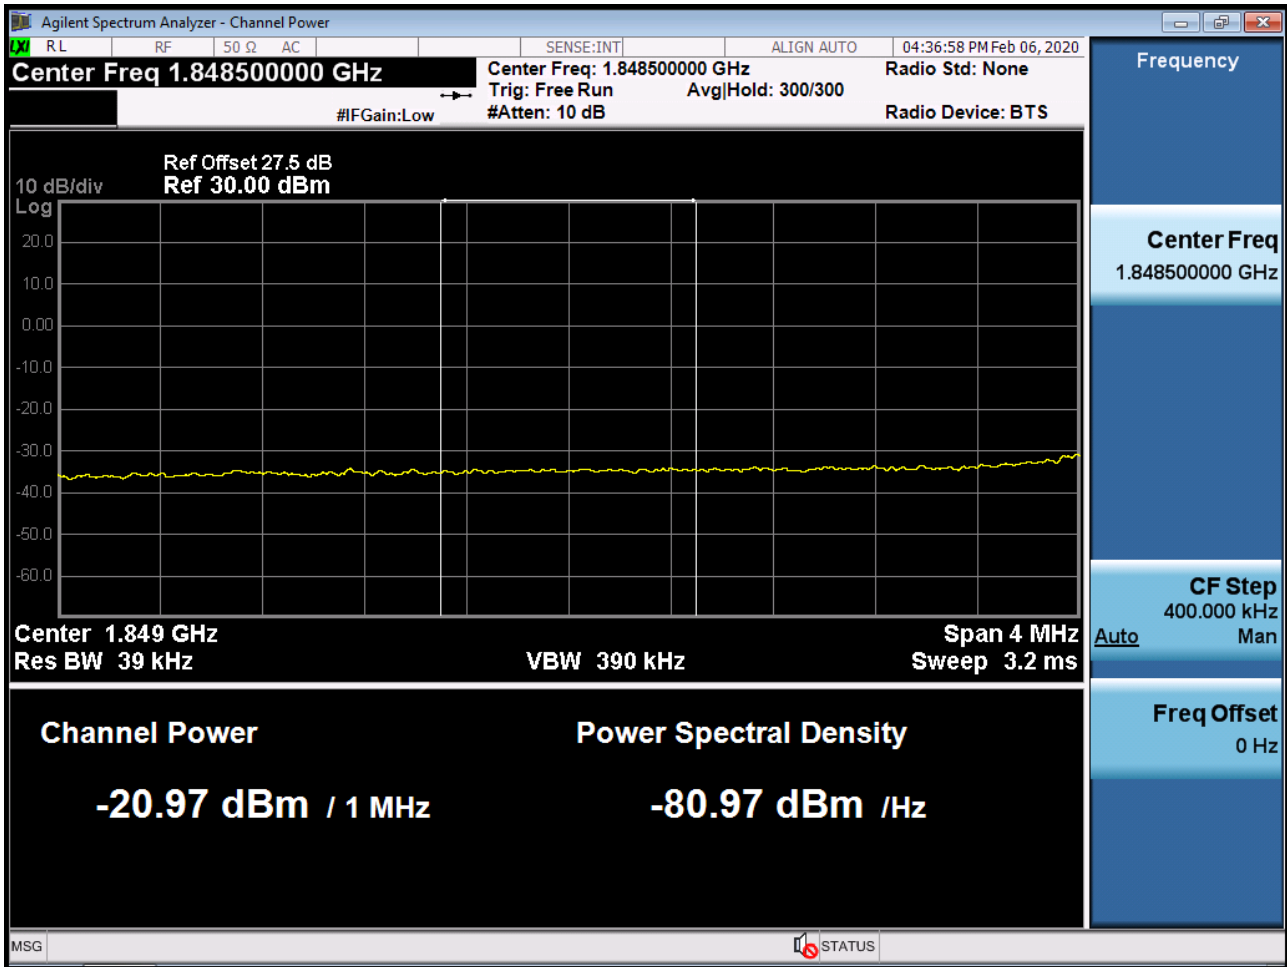 Agilent Spectrum Analyzer - Channel Power
LXI RL RF 50 Ω AC SENSE:INT ALIGN AUTO 04:36:58 PM Feb 06, 2020
Center Freq 1.848500000 GHz
Center Freq: 1.848500000 GHz
Radio Std: None
Trig: Free Run Avg|Hold: 300/300
#IFGain:Low
#Atten: 10 dB
Radio Device: BTS
Ref Offset 27.5 dB
10 dB/div Ref 30.00 dBm
Log
20.0
10.0
0.00
-10.0
-20.0
-30.0
-40.0
-50.0
-60.0
Center 1.849 GHz Span 4 MHz
Res BW 39 kHz VBW 390 kHz Sweep 3.2 ms
Channel Power Power Spectral Density
-20.97 dBm / 1 MHz -80.97 dBm /Hz
Frequency
Center Freq
1.848500000 GHz
CF Step
400.000 kHz
Auto Man
Freq Offset
0 Hz
MSG STATUS